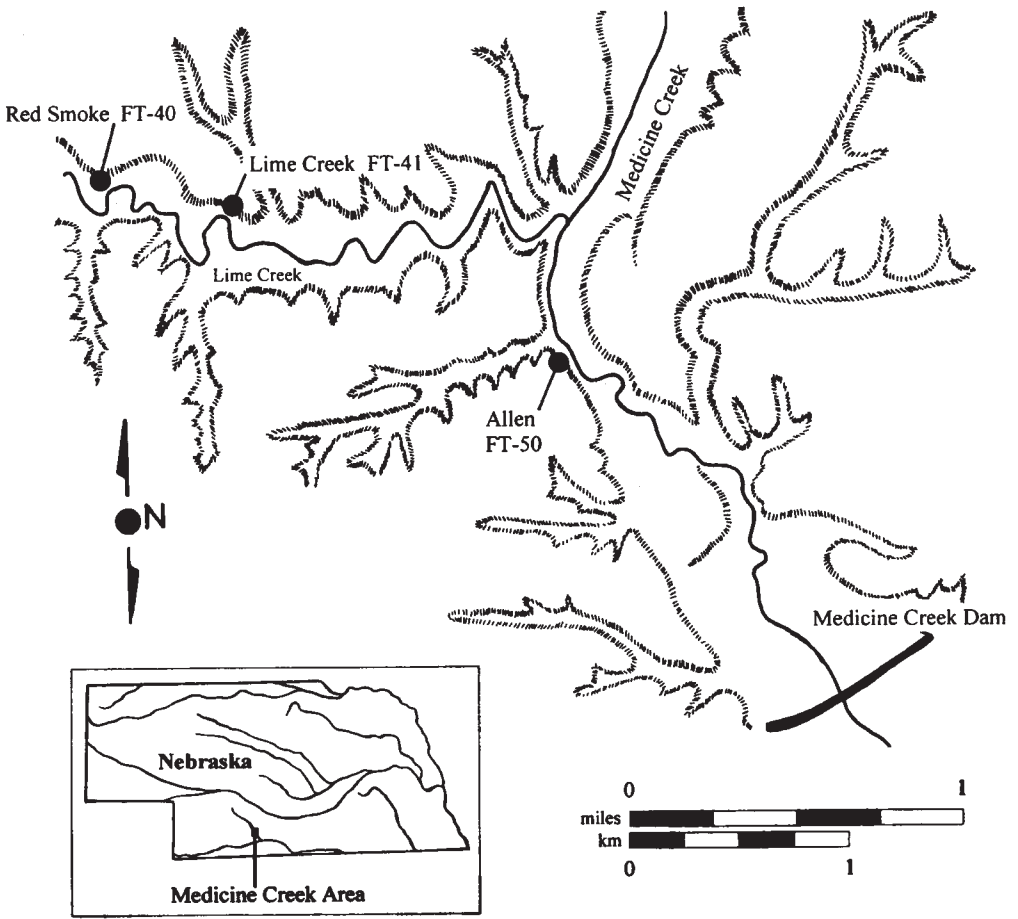 Medicine Creek
Red Smoke FT-40
Lime Creek FT-41
Lime Creek
Allen
FT-50
N
Medicine Creek Dam
Nebraska
Medicine Creek Area
0 1
miles
km
0 1